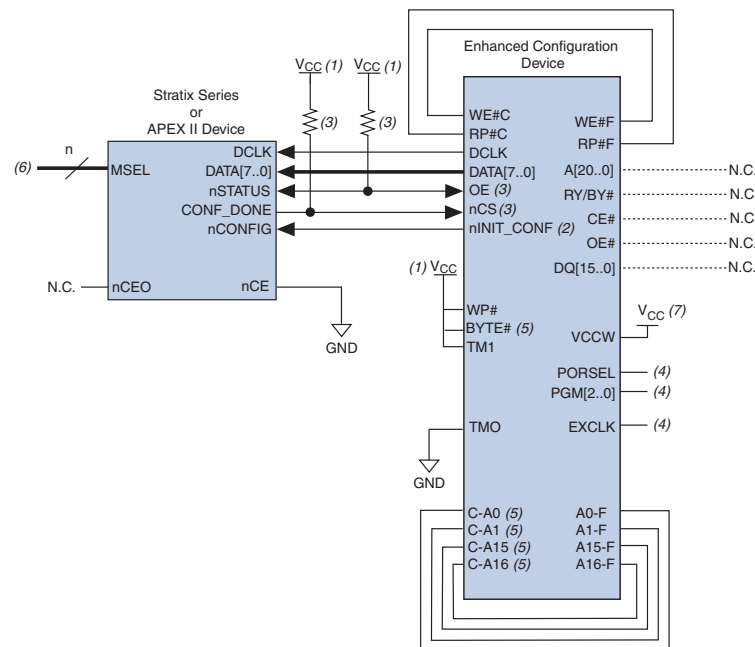 Enhanced Configuration
Device
VCC (1)
VCC (1)
(3)
(3)
Stratix Series
or
APEX II Device
(6)
n
MSEL
DCLK
DATA[7..0]
nSTATUS
CONF_DONE
nCONFIG
N.C.
nCEO
nCE
GND
WE#C
RP#C
DCLK
DATA[7..0]
OE (3)
nCS (3)
nINIT_CONF (2)
(1) VCC
WP#
BYTE# (5)
TM1
TMO
GND
C-A0 (5)
C-A1 (5)
C-A15 (5)
C-A16 (5)
WE#F
RP#F
A[20..0]
N.C.
RY/BY#
N.C.
CE#
N.C.
OE#
N.C.
DQ[15..0]
N.C.
VCC (7)
VCCW
PORSEL
(4)
PGM[2..0]
(4)
EXCLK
(4)
A0-F
A1-F
A15-F
A16-F